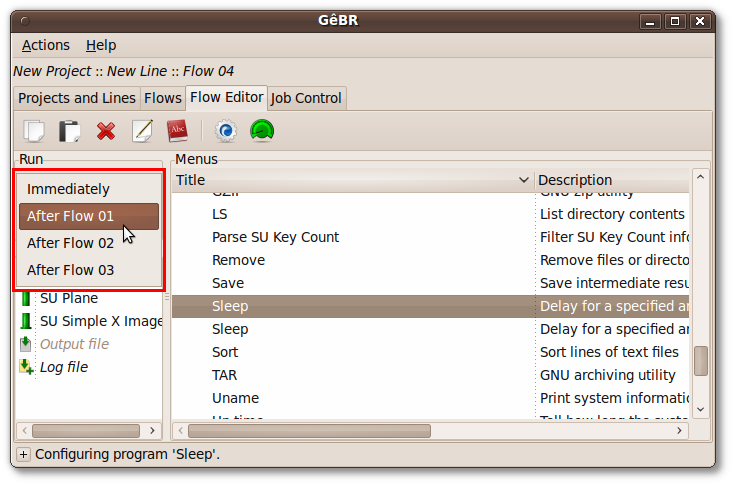 GêBR
Actions Help
New Project :: New Line :: Flow 04
Projects and Lines Flows Flow Editor Job Control
Abc
Run
Menus
Immediately
After Flow 01
After Flow 02
After Flow 03
SU Plane
SU Simple X Image
Output file
Log file
Title Description
GZIP GNU zip utility
LS List directory contents
Parse SU Key Count Filter SU Key Count info
Remove Remove files or directo
Save Save intermediate resu
Sleep Delay for a specified ar
Sleep Delay for a specified ar
Sort Sort lines of text files
TAR GNU archiving utility
Uname Print system informatio
Up time Tell how long the syste
Configuring program 'Sleep'.